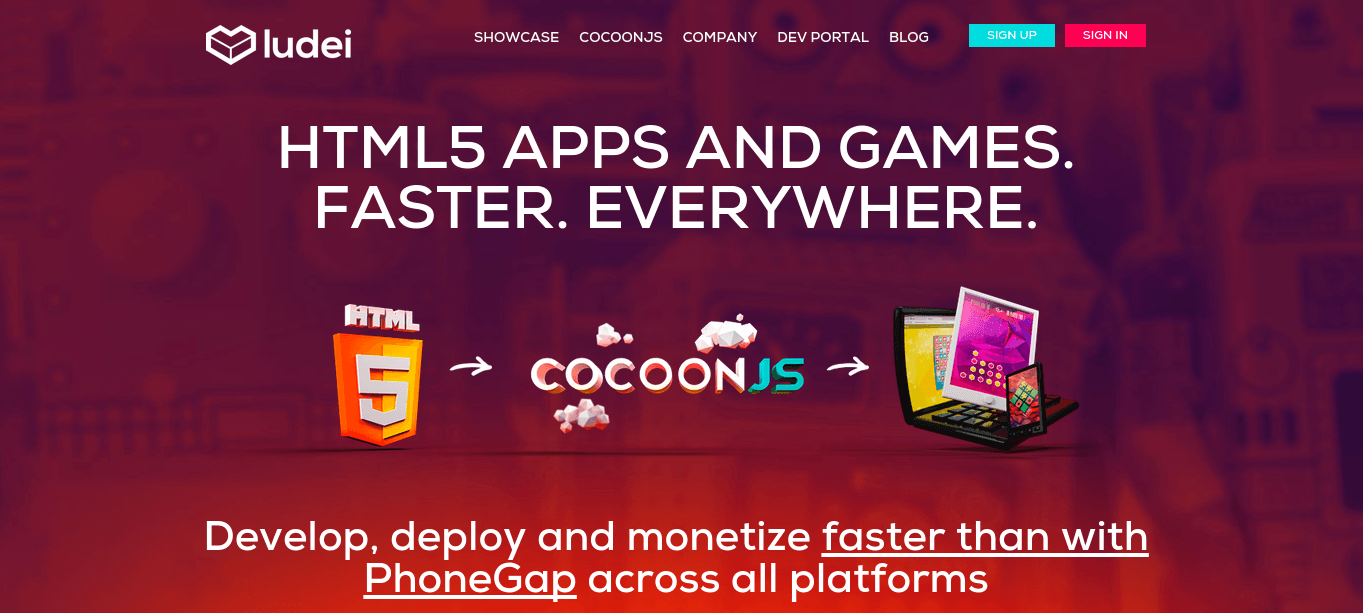 ludei
SHOWCASE COCOONJS COMPANY DEV PORTAL BLOG SIGN UP SIGN IN
HTML5 APPS AND GAMES.
FASTER. EVERYWHERE.
HTML
5
COCOONJS
Develop, deploy and monetize faster than with
PhoneGap across all platforms